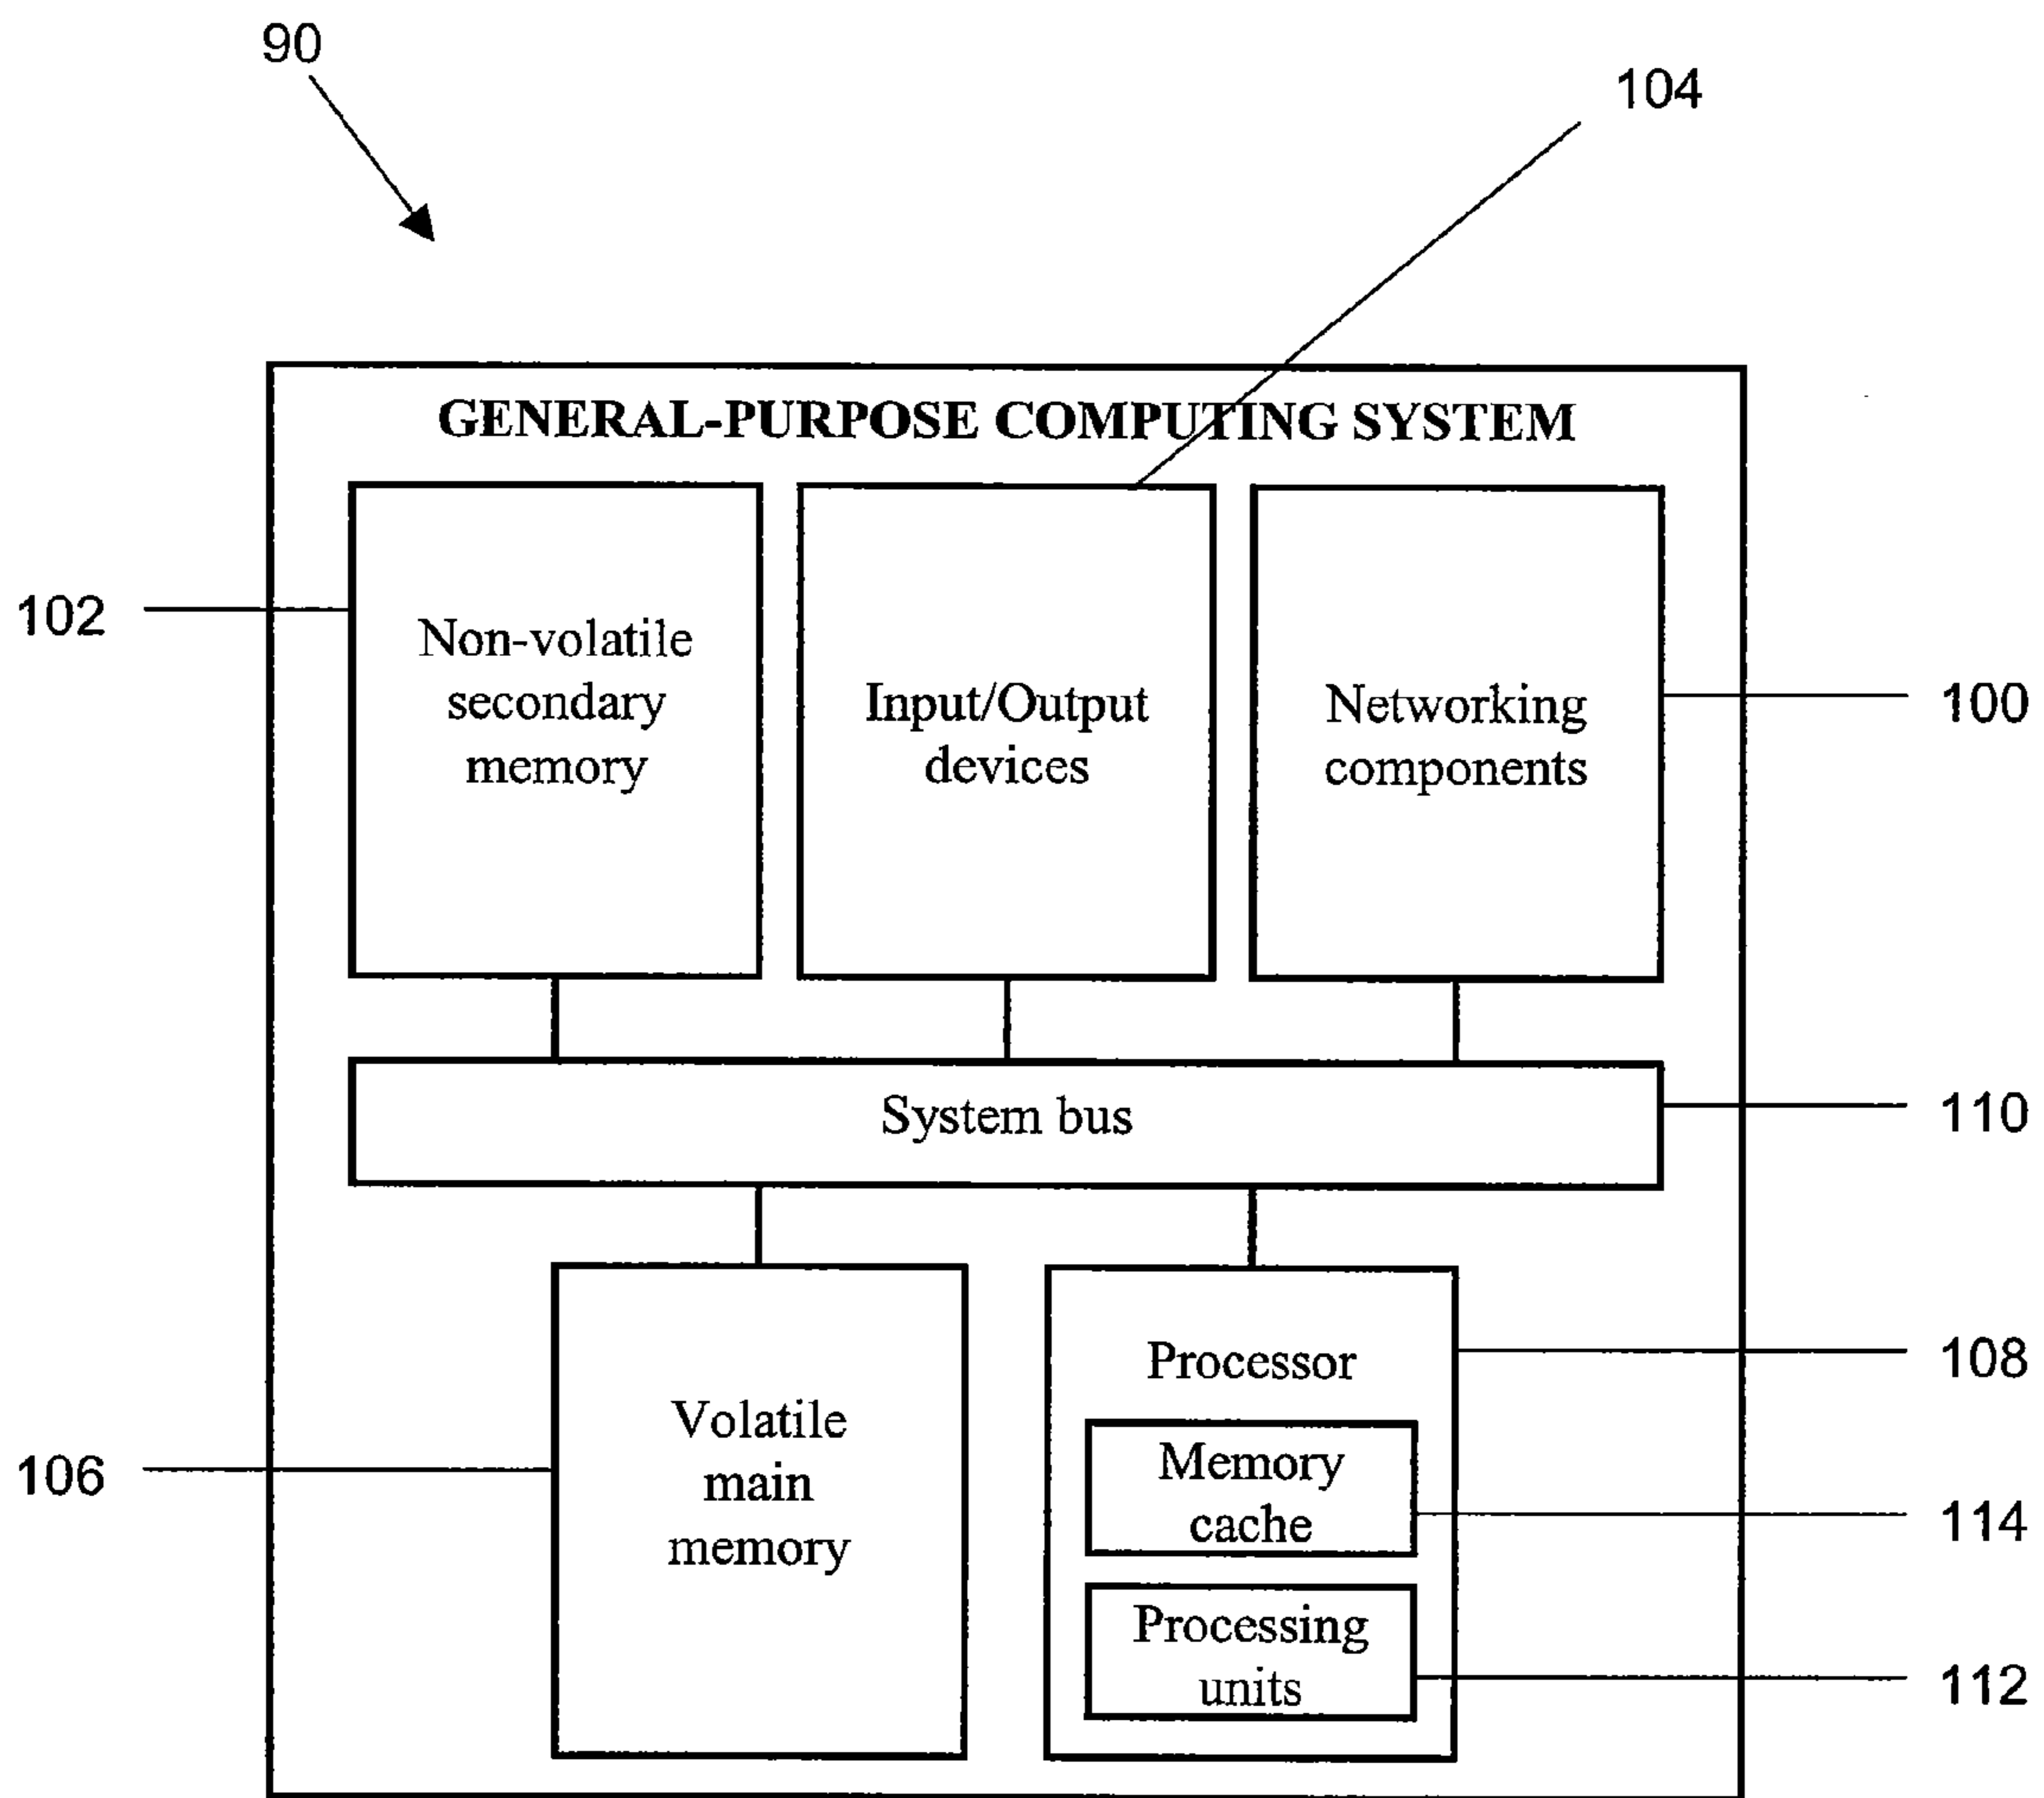 90
104
GENERAL-PURPOSE COMPUTING SYSTEM
102
Non-volatile
secondary
memory
Input/Output
devices
Networking
components
100
System bus
110
106
Volatile
main
memory
Processor
108
Memory
cache
114
Processing
units
112